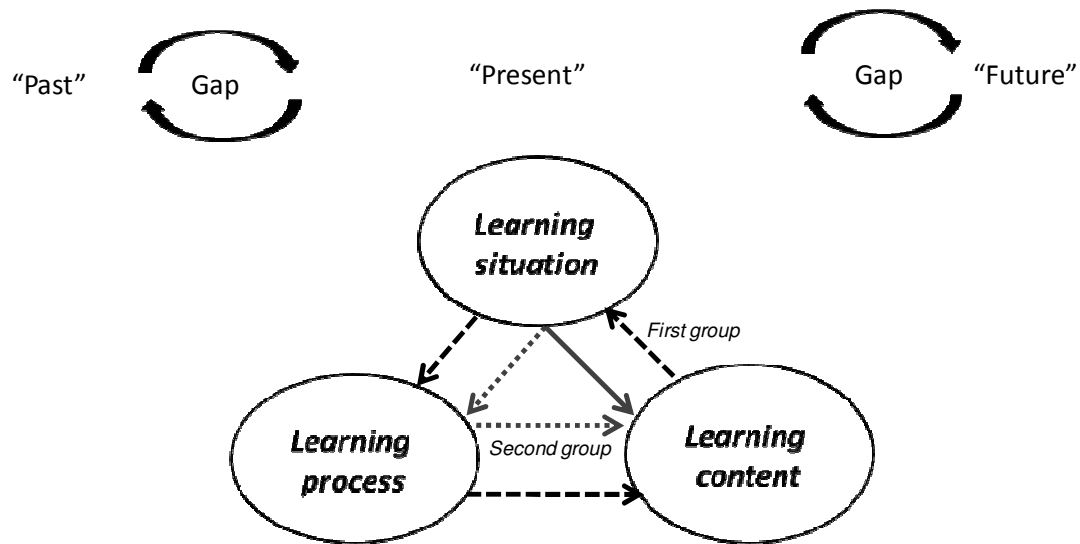 “Past”
Gap
“Present”
Gap
“Future”
Learning
situation
First group
Second group
Learning
process
Learning
content